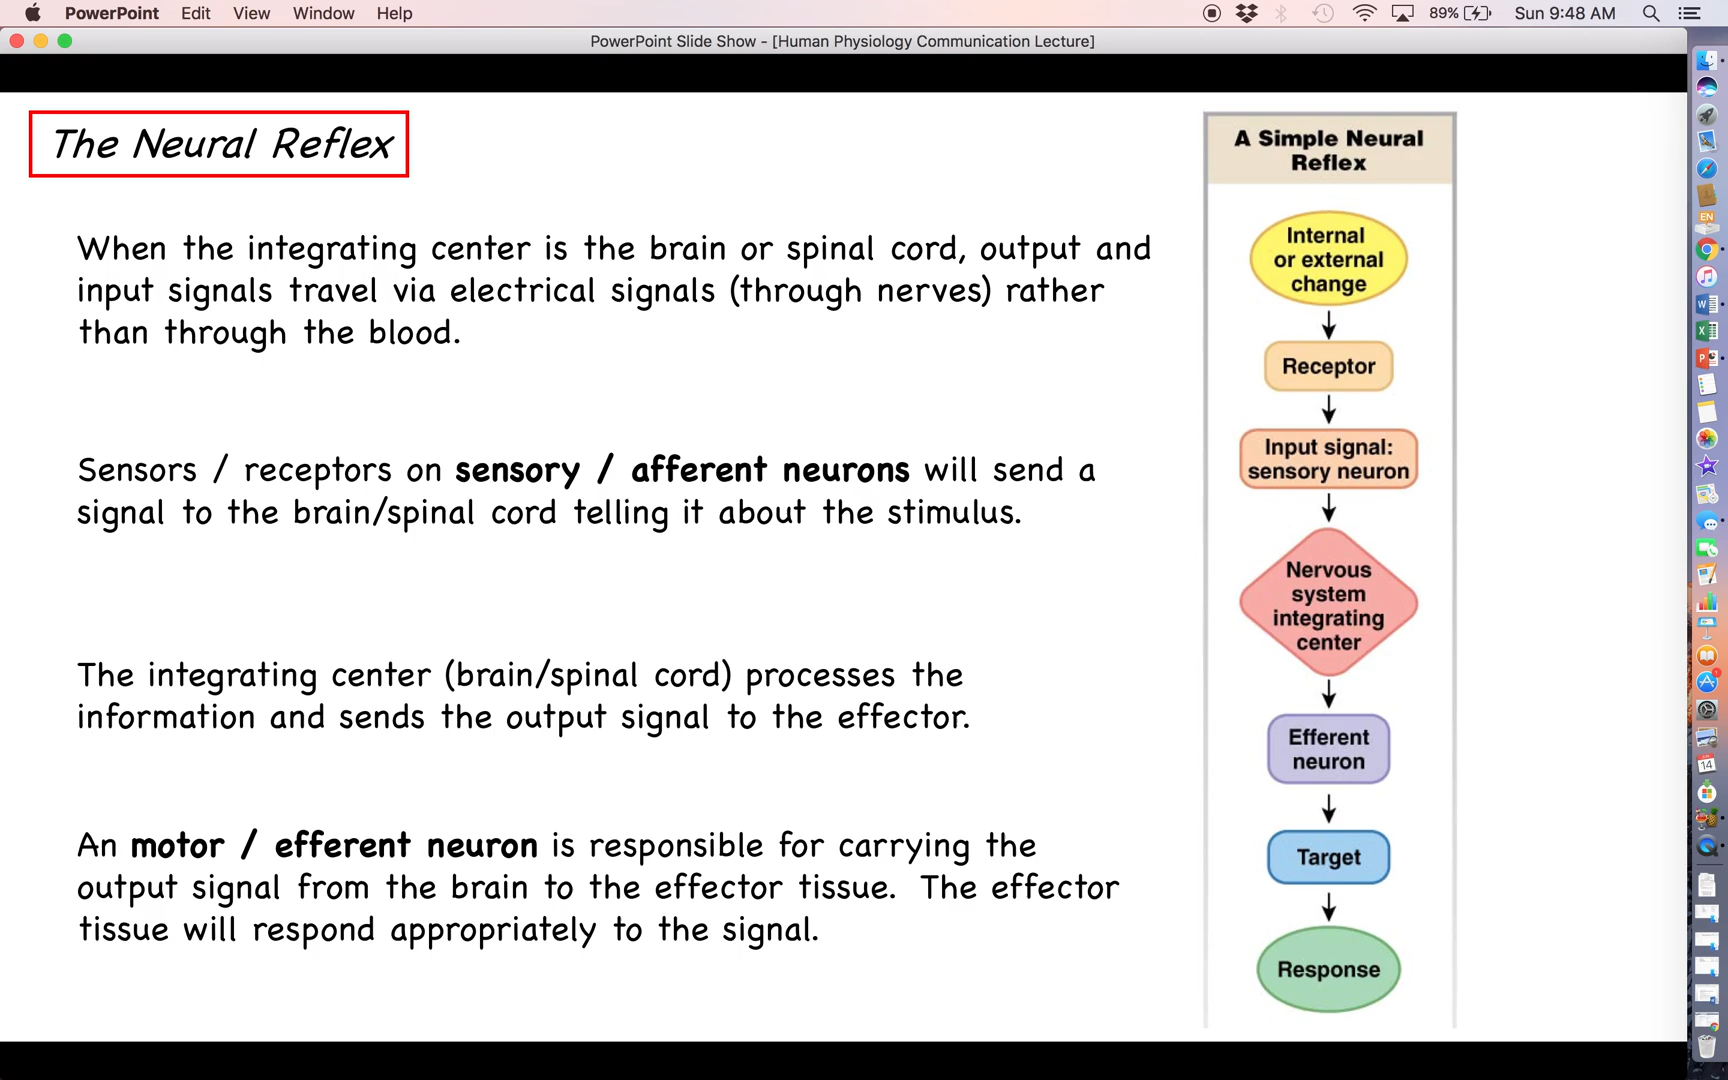 PowerPoint Edit View Window Help 89% Sun 9:48 AM
PowerPoint Slide Show - [Human Physiology Communication Lecture]
The Neural Reflex
When the integrating center is the brain or spinal cord, output and
input signals travel via electrical signals (through nerves) rather
than through the blood.
Sensors / receptors on sensory / afferent neurons will send a
signal to the brain/spinal cord telling it about the stimulus.
The integrating center (brain/spinal cord) processes the
information and sends the output signal to the effector.
An motor / efferent neuron is responsible for carrying the
output signal from the brain to the effector tissue. The effector
tissue will respond appropriately to the signal.
A Simple Neural
Reflex
Internal
or external
change
Receptor
Input signal:
sensory neuron
Nervous
system
integrating
center
Efferent
neuron
Target
Response
EN
14